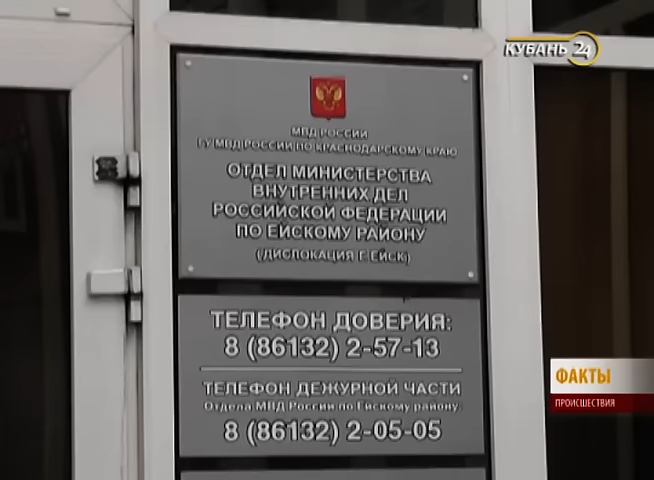 КУБАНЬ 24
МВД РОССИИ
ГУ МВД РОССИИ ПО КРАСНОДАРСКОМУ КРАЮ
ОТДЕЛ МИНИСТЕРСТВА
ВНУТРЕННИХ ДЕЛ
РОССИЙСКОЙ ФЕДЕРАЦИИ
ПО ЕЙСКОМУ РАЙОНУ
(ДИСЛОКАЦИЯ Г. ЕЙСК)
ТЕЛЕФОН ДОВЕРИЯ:
8 (86132) 2-57-13
ТЕЛЕФОН ДЕЖУРНОЙ ЧАСТИ
Отдела МВД России по Ейскому району:
8 (86132) 2-05-05
ФАКТЫ
ПРОИСШЕСТВИЯ